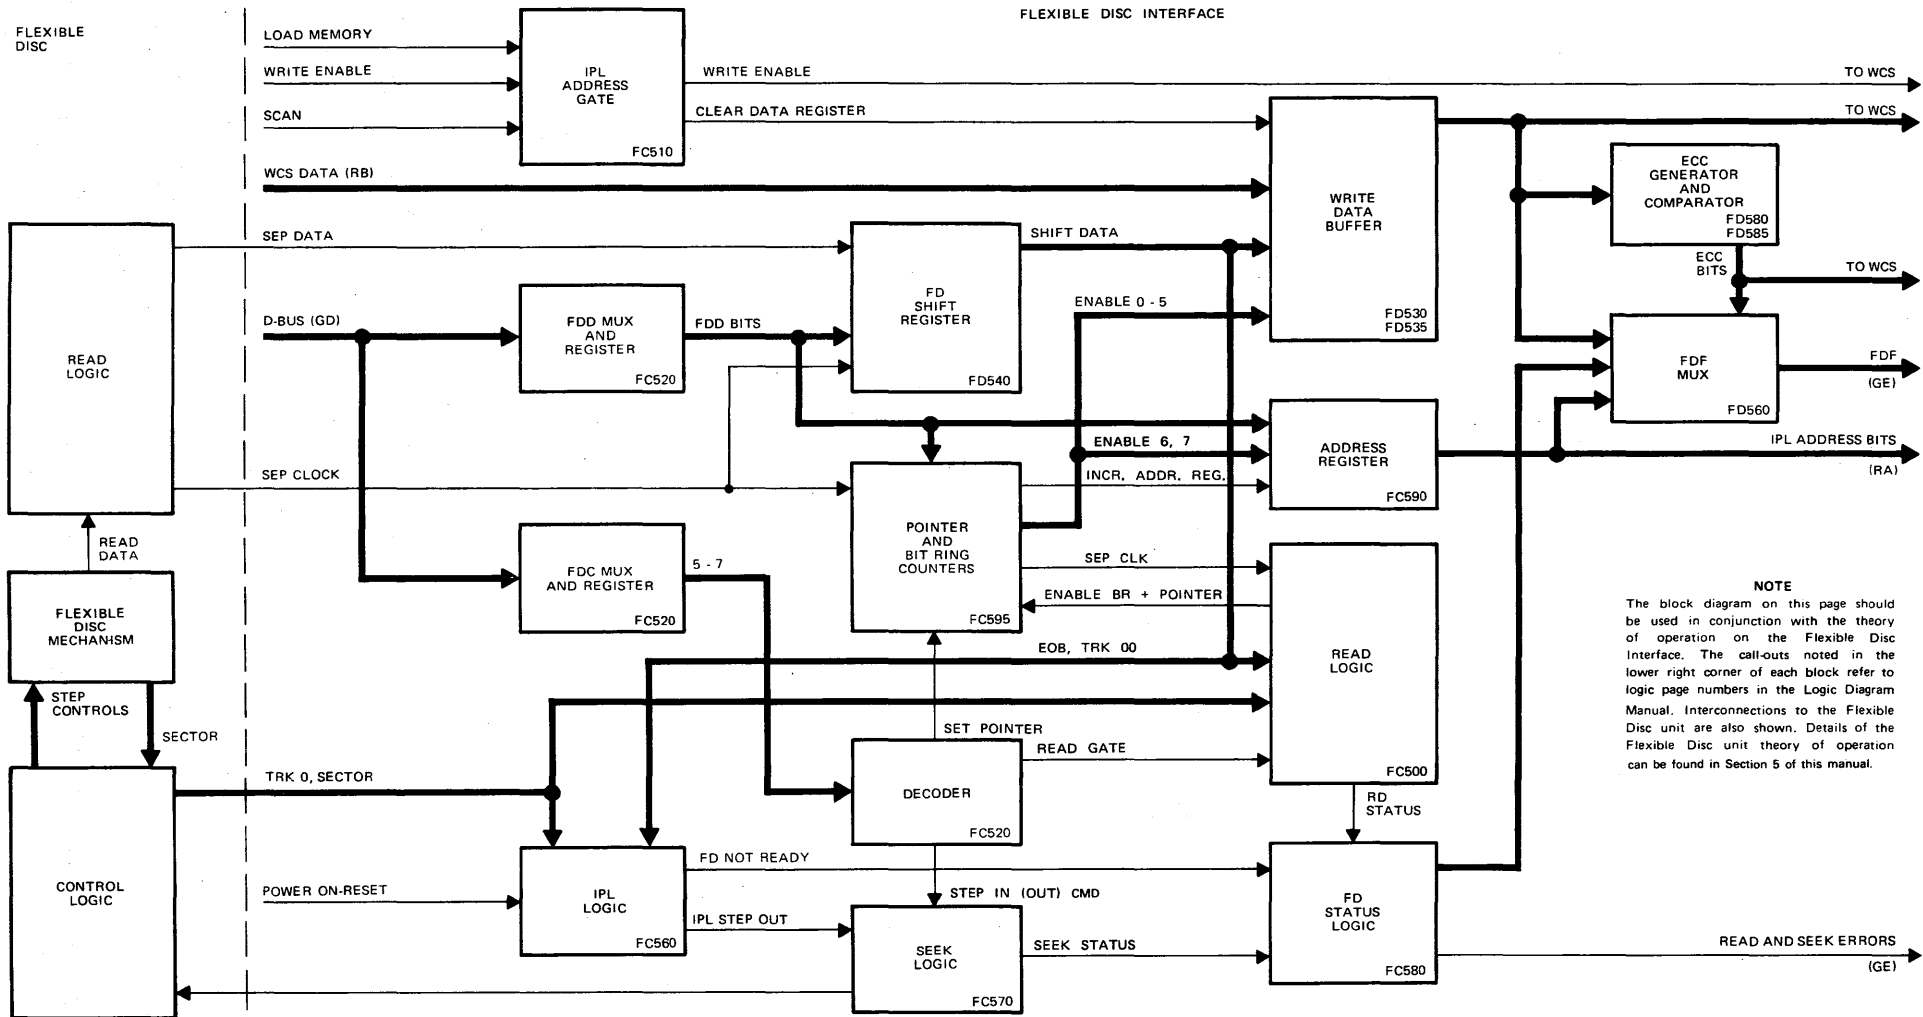 FLEXIBLE DISC INTERFACE
FLEXIBLE
DISC
LOAD MEMORY
WRITE ENABLE
SCAN
IPL
ADDRESS
GATE
FC510
WRITE ENABLE
TO WCS
CLEAR DATA REGISTER
TO WCS
WCS DATA (RB)
WRITE
DATA
BUFFER
FD530
FD535
ECC
GENERATOR
AND
COMPARATOR
FD580
FD585
ECC
BITS
TO WCS
READ
LOGIC
SEP DATA
FD
SHIFT
REGISTER
FD540
SHIFT DATA
D-BUS (GD)
FDD MUX
AND
REGISTER
FC520
FDD BITS
ENABLE 0 - 5
FDF
MUX
FD560
FDF
(GE)
ENABLE 6, 7
ADDRESS
REGISTER
FC590
IPL ADDRESS BITS
(RA)
SEP CLOCK
INCR. ADDR. REG.
POINTER
AND
BIT RING
COUNTERS
FC595
READ
DATA
FDC MUX
AND REGISTER
FC520
5 - 7
SEP CLK
ENABLE BR + POINTER
READ
LOGIC
FC500
FLEXIBLE
DISC
MECHANISM
EOB, TRK 00
STEP
CONTROLS
SECTOR
SET POINTER
READ GATE
TRK 0, SECTOR
DECODER
FC520
RD
STATUS
CONTROL
LOGIC
POWER ON-RESET
IPL
LOGIC
FC560
FD NOT READY
STEP IN (OUT) CMD
IPL STEP OUT
SEEK
LOGIC
FC570
SEEK STATUS
FD
STATUS
LOGIC
FC580
READ AND SEEK ERRORS
(GE)
NOTE
The block diagram on this page should
be used in conjunction with the theory
of operation on the Flexible Disc
Interface. The call-outs noted in the
lower right corner of each block refer to
logic page numbers in the Logic Diagram
Manual. Interconnections to the Flexible
Disc unit are also shown. Details of the
Flexible Disc unit theory of operation
can be found in Section 5 of this manual.